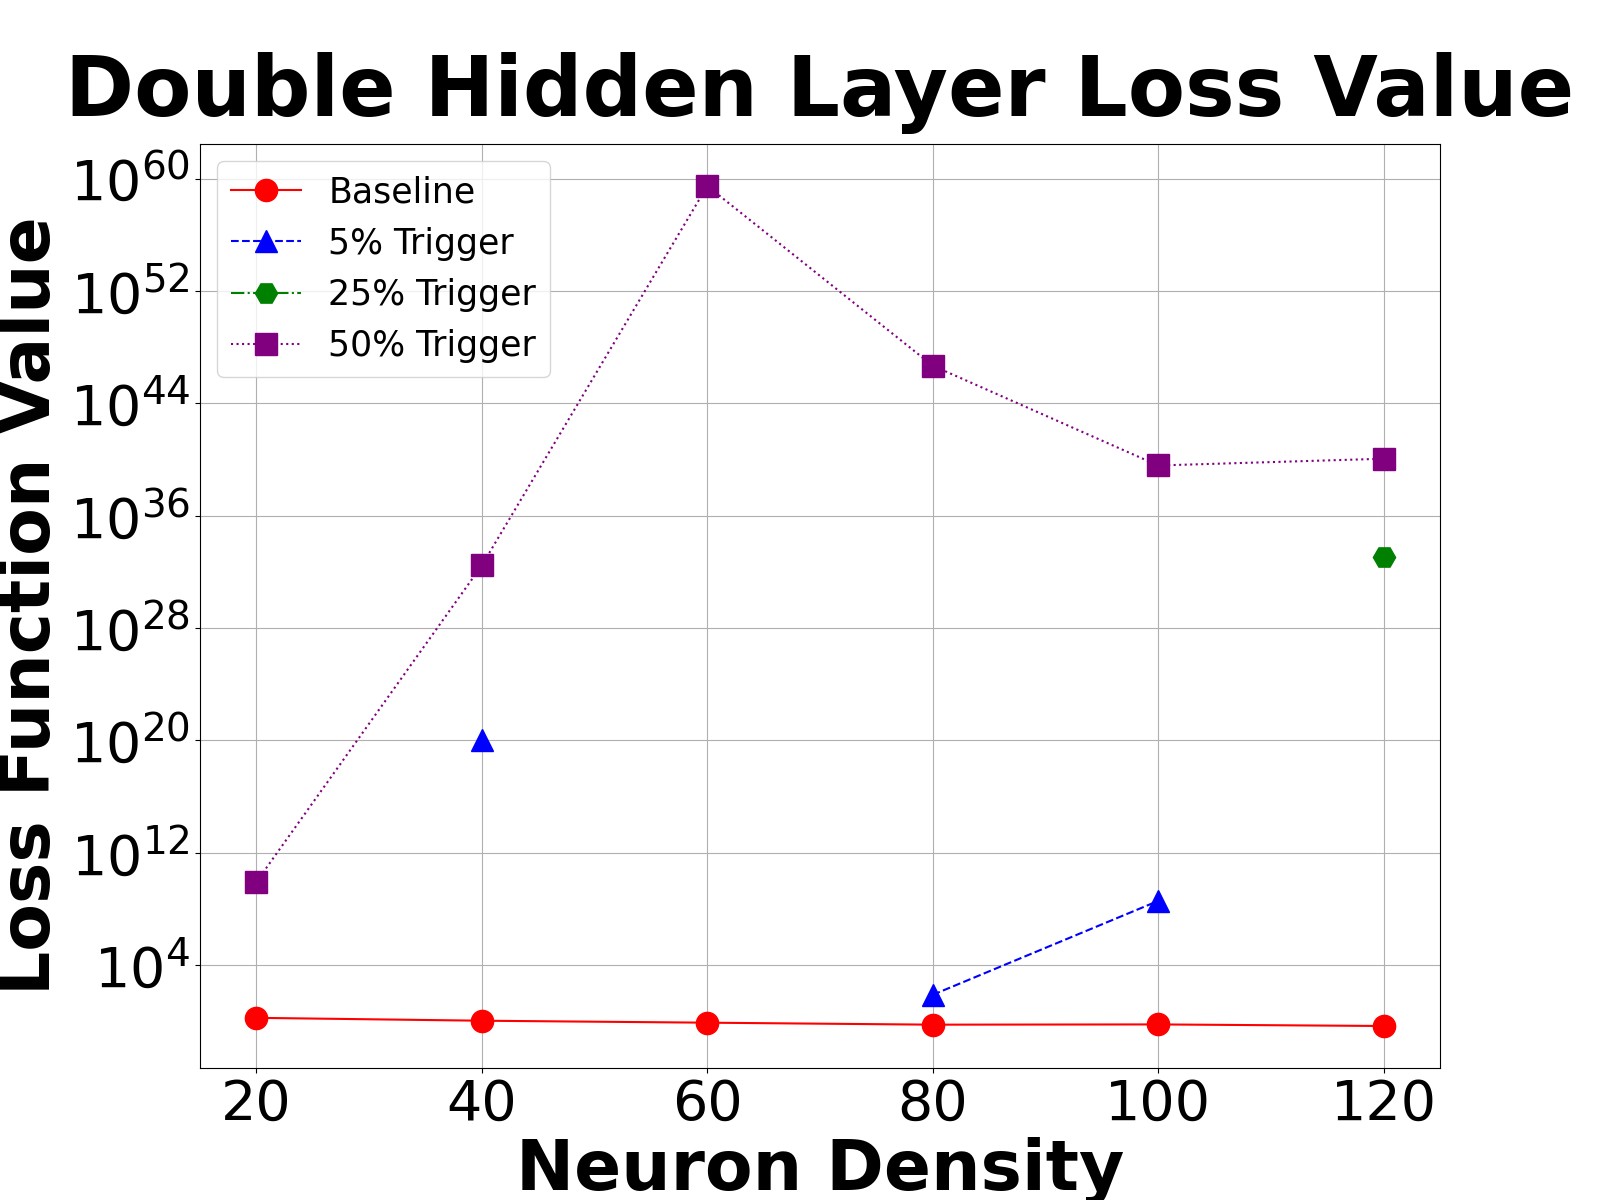 Double Hidden Layer Loss Value
Loss Function Value
10^60
10^52
10^44
10^36
10^28
10^20
10^12
10^4
Baseline
5% Trigger
25% Trigger
50% Trigger
20 40 60 80 100 120
Neuron Density